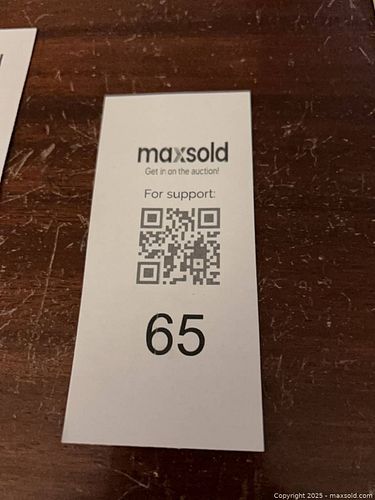 maxsold
Get in on the auction!
For support:
65
Copyright 2025 - maxsold.com